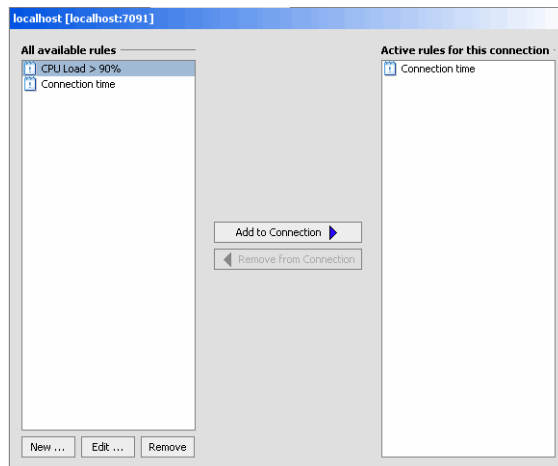 localhost [localhost:7091]
All available rules
CPU Load > 90%
Connection time
Active rules for this connection
Connection time
Add to Connection
Remove from Connection
New ... Edit ... Remove